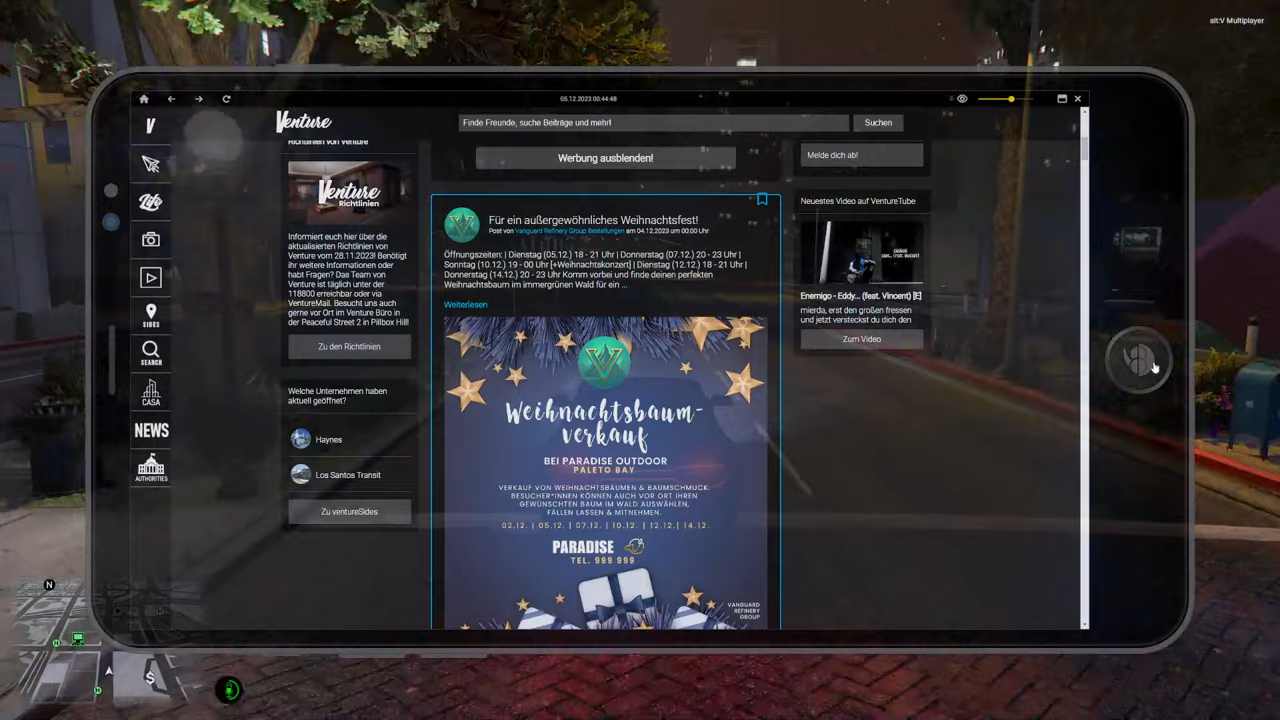 alt:V Multiplayer
05.12.2023 00:44:48
V
Venture
Finde Freunde, suche Beiträge und mehr!
Suchen
Life
SIDES
SEARCH
CASA
NEWS
AUTHORITIES
Richtlinien von Venture
Venture
Richtlinien
Informiert euch hier über die
aktualisierten Richtlinien von
Venture vom 28.11.2023! Benötigt
ihr weitere Informationen oder
habt Fragen? Das Team von
Venture ist täglich unter der
118800 erreichbar oder via
VentureMail. Besucht uns auch
gerne vor Ort im Venture Büro in
der Peaceful Street 2 in Pillbox Hill!
Zu den Richtlinien
Welche Unternehmen haben
aktuell geöffnet?
Haynes
Los Santos Transit
Zu ventureSides
Werbung ausblenden!
Für ein außergewöhnliches Weihnachtsfest!
Post von Vanguard Refinery Group Bestellungen am 04.12.2023 um 00:00 Uhr
Öffnungszeiten: | Dienstag (05.12.) 18 - 21 Uhr | Donnerstag (07.12.) 20 - 23 Uhr |
Sonntag (10.12.) 19 - 00 Uhr [+Weihnachtskonzert] | Dienstag (12.12.) 18 - 21 Uhr |
Donnerstag (14.12.) 20 - 23 Uhr Komm vorbei und finde deinen perfekten
Weihnachtsbaum im immergrünen Wald für ein ...
Weiterlesen
Weihnachtsbaum-
verkauf
BEI PARADISE OUTDOOR
PALETO BAY
VERKAUF VON WEIHNACHTSBÄUMEN & BAUMSCHMUCK.
BESUCHER*INNEN KÖNNEN AUCH VOR ORT IHREN
GEWÜNSCHTEN BAUM IM WALD AUSWÄHLEN,
FÄLLEN LASSEN & MITNEHMEN.
02.12. | 05.12. | 07.12. | 10.12. | 12.12. | 14.12.
PARADISE
TEL. 999 999
VANGUARD
REFINERY
GROUP
Melde dich ab!
Neuestes Video auf VentureTube
Enemigo - Eddy... (feat. Vincent) [E]
mierda, erst den großen fressen
und jetzt versteckst du dich den
Zum Video
N
$